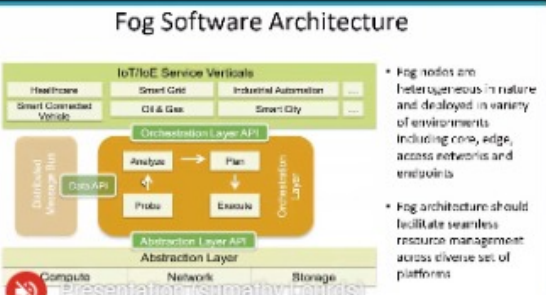 Fog Software Architecture
IoT/IoE Service Verticals
Healthcare
Smart Grid
Industrial Automation
...
Smart Connected
Vehicle
Oil & Gas
Smart City
...
Orchestration Layer API
Distributed
Message Bus
Data API
Analyze
Plan
Probe
Execute
Orchestration
Layer
Abstraction Layer API
Abstraction Layer
Compute
Network
Storage
Presentation (sumathy
• Fog nodes are
heterogeneous in nature
and deployed in variety
of environments
including core, edge,
access networks and
endpoints
• Fog architecture should
facilitate seamless
resource management
across diverse set of
platforms